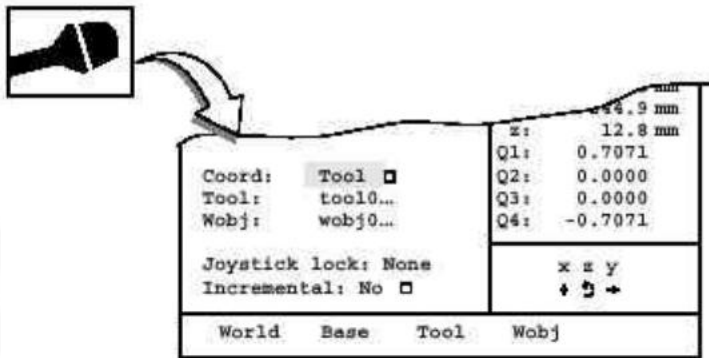 mm
44.9 mm
z: 12.8 mm
Q1: 0.7071
Q2: 0.0000
Q3: 0.0000
Q4: -0.7071
Coord: Tool
Tool: tool0...
Wobj: wobj0...
Joystick lock: None
Incremental: No
x z y
World Base Tool Wobj